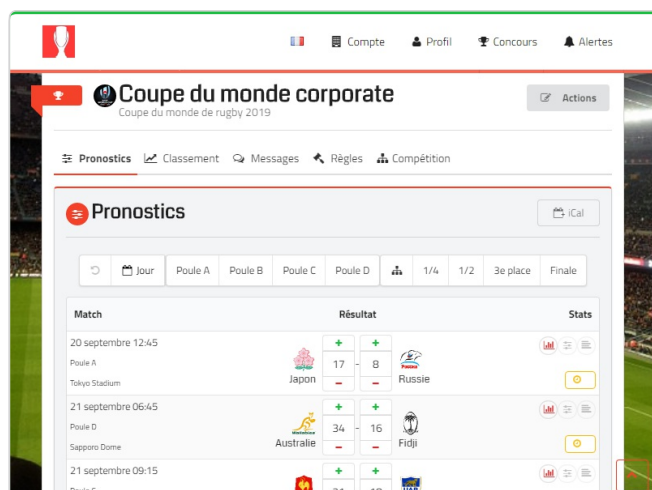 Compte Profil Concours Alertes
Coupe du monde corporate
Coupe du monde de rugby 2019
Actions
Pronostics Classement Messages Règles Compétition
Pronostics
iCal
Jour Poule A Poule B Poule C Poule D 1/4 1/2 3e place Finale
Match Résultat Stats
20 septembre 12:45
Poule A
Tokyo Stadium
+ +
17 - 8
Japon - - Russie
21 septembre 06:45
Poule D
Sapporo Dome
+ +
34 - 16
Australie - - Fidji
21 septembre 09:15
+ +